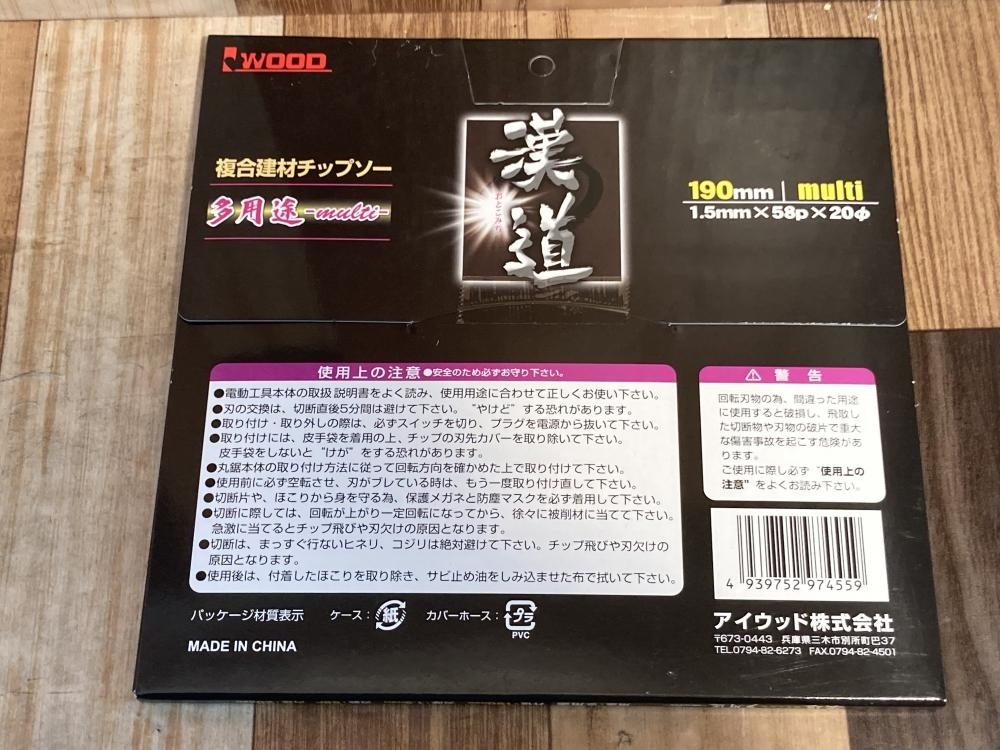 IWOOD
複合建材チップソー
多用途-multi-
漢道
おとこみち
190mm | multi
1.5mm×58p×20φ
使用上の注意 ●安全のため必ずお守り下さい。
●電動工具本体の取扱説明書をよく読み、使用用途に合わせて正しくお使い下さい。
●刃の交換は、切断直後5分間は避けて下さい。“やけど”する恐れがあります。
●取り付け・取り外しの際は、必ずスイッチを切り、プラグを電源から抜いて下さい。
●取り付けには、皮手袋を着用の上、チップの刃先カバーを取り除いて下さい。
皮手袋をしないと“けが”をする恐れがあります。
●丸鋸本体の取り付け方法に従って回転方向を確かめた上で取り付けて下さい。
●使用前に必ず空転させ、刃がブレている時は、もう一度取り付け直して下さい。
●切断片や、ほこりから身を守る為、保護メガネと防塵マスクを必ず着用して下さい。
●切断に際しては、回転が上がり一定回転になってから、徐々に被削材に当てて下さい。
急激に当てるとチップ飛びや刃欠けの原因となります。
●切断は、まっすぐ行ないヒネリ、コジリは絶対避けて下さい。チップ飛びや刃欠けの
原因となります。
●使用後は、付着したほこりを取り除き、サビ止め油をしみ込ませた布で拭いて下さい。
⚠ 警告
回転刃物の為、間違った用途
に使用すると破損し、飛散し
た切断物や刃物の破片で重大
な傷害事故を起こす危険があ
ります。
ご使用に際し必ず“使用上の
注意”をよくお読み下さい。
4 939752 974559
パッケージ材質表示 ケース: 紙 カバーホース: プラ
PVC
MADE IN CHINA
アイウッド株式会社
〒673-0443 兵庫県三木市別所町巴37
TEL.0794-82-6273 FAX.0794-82-4501